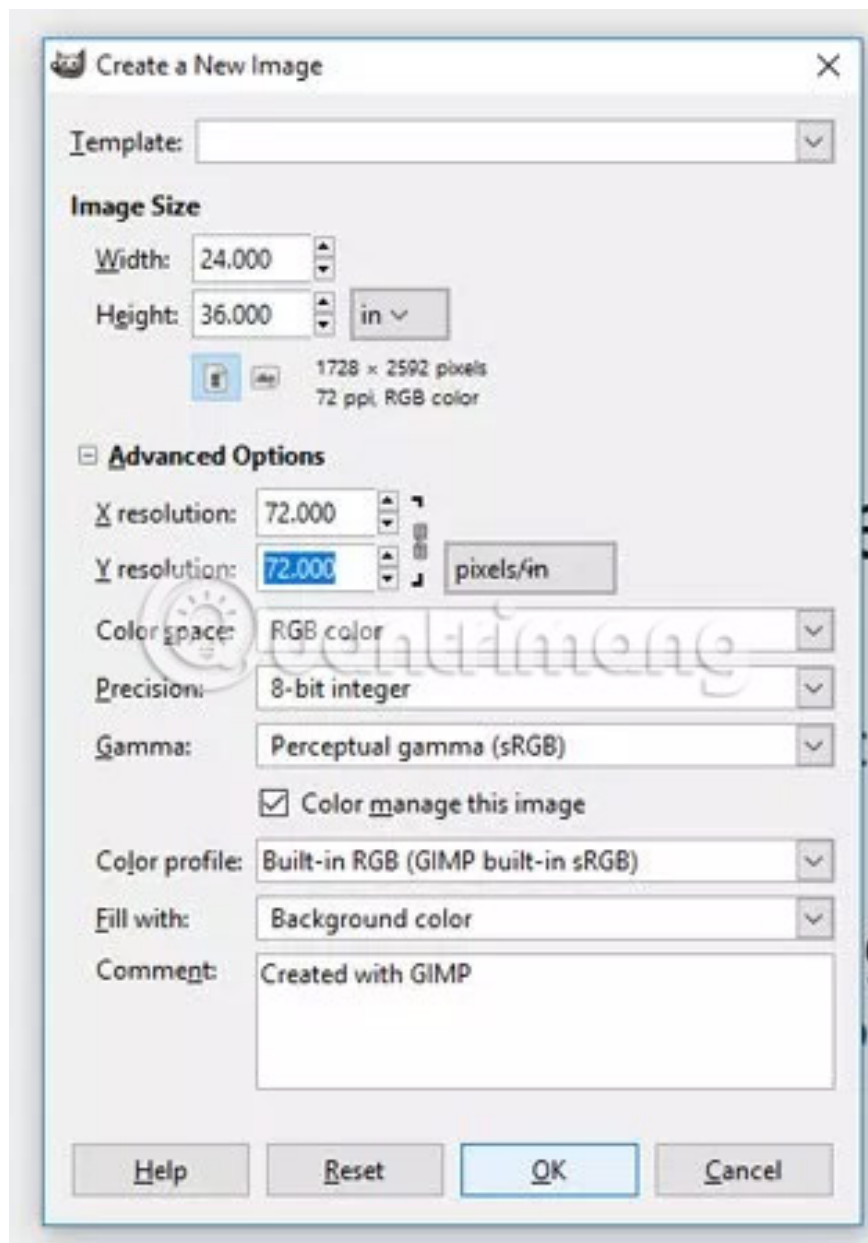 Create a New Image
Template:
Image Size
Width: 24.000
Height: 36.000 in
1728 × 2592 pixels
72 ppi, RGB color
Advanced Options
X resolution: 72.000
Y resolution: 72.000 pixels/in
Color space: RGB color
Quantrimang
Precision: 8-bit integer
Gamma: Perceptual gamma (sRGB)
Color manage this image
Color profile: Built-in RGB (GIMP built-in sRGB)
Fill with: Background color
Comment: Created with GIMP
Help Reset OK Cancel